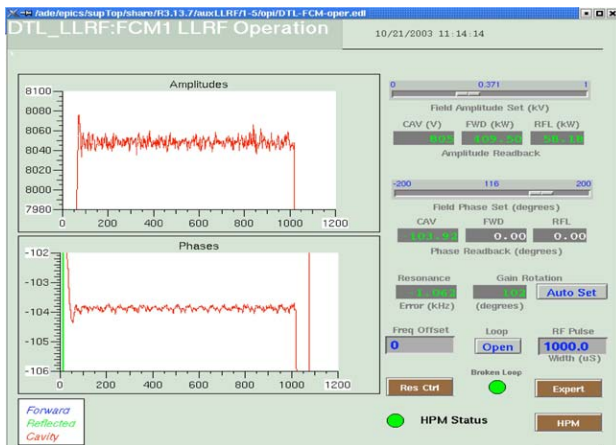 /ade/epics/supTop/share/R3.13.7/auxLLRF/1-5/opi/DTL-FCM-oper.edl
DTL_LLRF:FCM1 LLRF Operation
10/21/2003 11:14:14
Amplitudes
8100
8080
8060
8040
8020
8000
7980
0 200 400 600 800 1000 1200
0 0.371 1
Field Amplitude Set (kV)
CAV (V) FWD (kW) RFL (kW)
Amplitude Readback
-200 116 200
Field Phase Set (degrees)
CAV FWD RFL
0.00 0.00
Phase Readback (degrees)
Phases
-102
-103
-104
-105
-106
0 200 400 600 800 1000 1200
Resonance Gain Rotation
1.063 103 Auto Set
Error (kHz) (degrees)
Freq Offset Loop RF Pulse
0 Open 1000.0
Width (uS)
Broken Loop
Res Ctrl Expert
HPM Status HPM
Forward
Reflected
Cavity